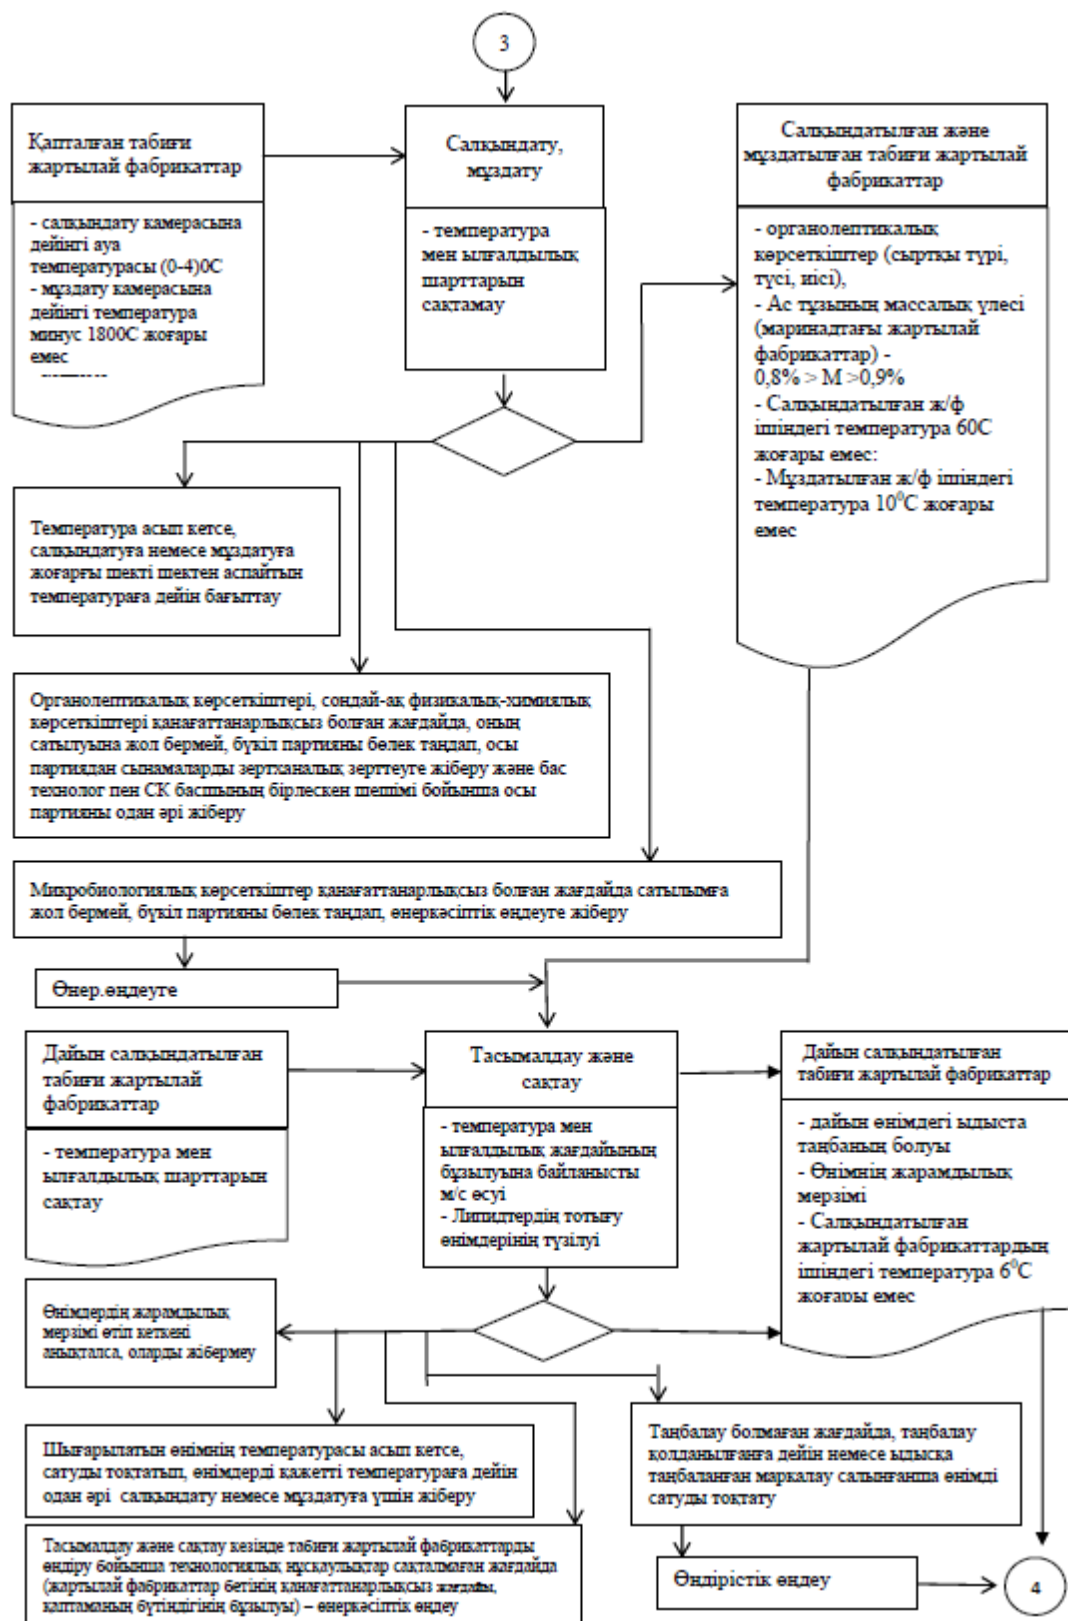 3
Қапталған табиғи
жартылай фабрикаттар
- салқындату камерасына
дейінгі ауа
температурасы (0-4)0С
- мұздату камерасына
дейінгі температура
минус 1800С жоғары
емес
Салқындату,
мұздату
- температура
мен ылғалдылық
шарттарын
сақтамау
Салқындатылған және
мұздатылған табиғи жартылай
фабрикаттар
- органолептикалық
көрсеткіштер (сыртқы түрі,
түсі, иісі),
- Ас тұзының массалық үлесі
(маринадтағы жартылай
фабрикаттар) -
0,8% > М >0,9%
- Салқындатылған ж/ф
ішіндегі температура 60С
жоғары емес:
- Мұздатылған ж/ф ішіндегі
температура 10⁰С жоғары
емес
Температура асып кетсе,
салқындатуға немесе мұздатуға
жоғарғы шекті шектен аспайтын
температураға дейін бағыттау
Органолептикалық көрсеткіштері, сондай-ақ физикалық-химиялық
көрсеткіштері қанағаттанарлықсыз болған жағдайда, оның
сатылуына жол бермей, бүкіл партияны бөлек таңдап, осы
партиядан сынамаларды зертханалық зерттеуге жіберу және бас
технолог пен СК басшының бірлескен шешімі бойынша осы
партияны одан әрі жіберу
Микробиологиялық көрсеткіштер қанағаттанарлықсыз болған жағдайда сатылымға
жол бермей, бүкіл партияны бөлек таңдап, өнеркәсіптік өңдеуге жіберу
Өнер.өңдеуге
Дайын салқындатылған
табиғи жартылай
фабрикаттар
- температура мен
ылғалдылық шарттарын
сақтау
Тасымалдау және
сақтау
- температура мен
ылғалдылық жағдайының
бұзылуына байланысты
м/с өсуі
- Липидтердің тотығу
өнімдерінің түзілуі
Дайын салқындатылған
табиғи жартылай фабрикаттар
- дайын өнімдегі ыдыста
таңбаның болуы
- Өнімнің жарамдылық
мерзімі
- Салқындатылған
жартылай фабрикаттардың
ішіндегі температура 6⁰С
жоғары емес
Өнімдердің жарамдылық
мерзімі өтіп кеткені
анықталса, оларды жібермеу
Шығарылатын өнімнің температурасы асып кетсе,
сатуды тоқтатып, өнімдерді қажетті температураға дейін
одан әрі салқындату немесе мұздатуға үшін жіберу
Таңбалау болмаған жағдайда, таңбалау
қолданылғанға дейін немесе ыдысқа
таңбаланған маркалау салынғанша өнімді
сатуды тоқтату
Тасымалдау және сақтау кезінде табиғи жартылай фабрикаттарды
өндіру бойынша технологиялық нұсқаулықтар сақталмаған жағдайда
(жартылай фабрикаттар бетінің қанағаттанарлықсыз жағдайы,
қаптаманың бүтіндігінің бұзылуы) – өнеркәсіптік өңдеу
Өндірістік өңдеу
4